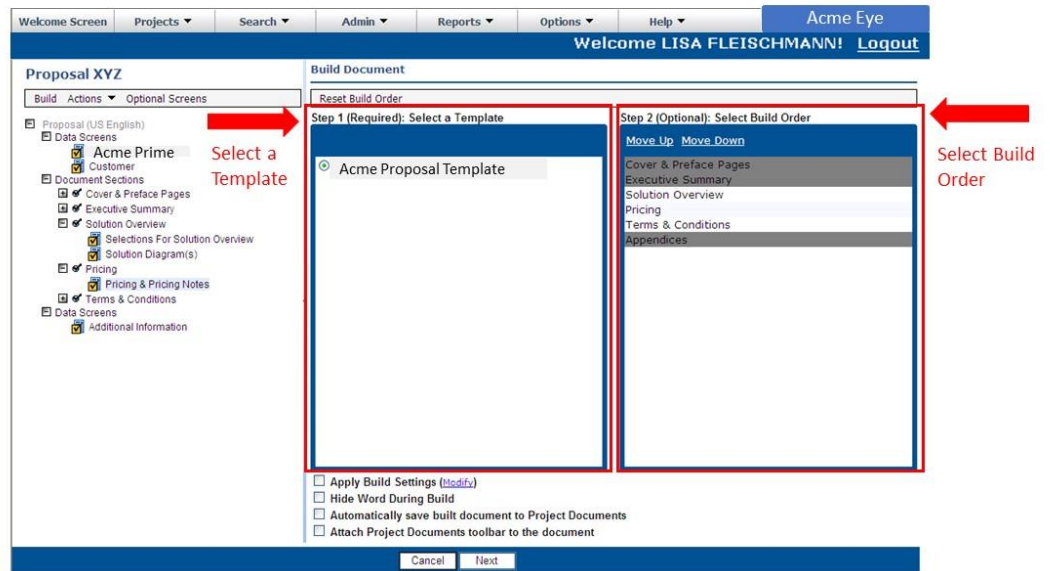 Welcome Screen Projects Search Admin Reports Options Help Acme Eye
Welcome LISA FLEISCHMANN! Logout
Proposal XYZ
Build Actions Optional Screens
Proposal (US English)
Data Screens
Acme Prime
Customer
Document Sections
Cover & Preface Pages
Executive Summary
Solution Overview
Selections For Solution Overview
Solution Diagram(s)
Pricing
Pricing & Pricing Notes
Terms & Conditions
Data Screens
Additional Information
Select a
Template
Build Document
Reset Build Order
Step 1 (Required): Select a Template
Acme Proposal Template
Step 2 (Optional): Select Build Order
Move Up Move Down
Cover & Preface Pages
Executive Summary
Solution Overview
Pricing
Terms & Conditions
Appendices
Select Build
Order
Apply Build Settings (Modify)
Hide Word During Build
Automatically save built document to Project Documents
Attach Project Documents toolbar to the document
Cancel Next